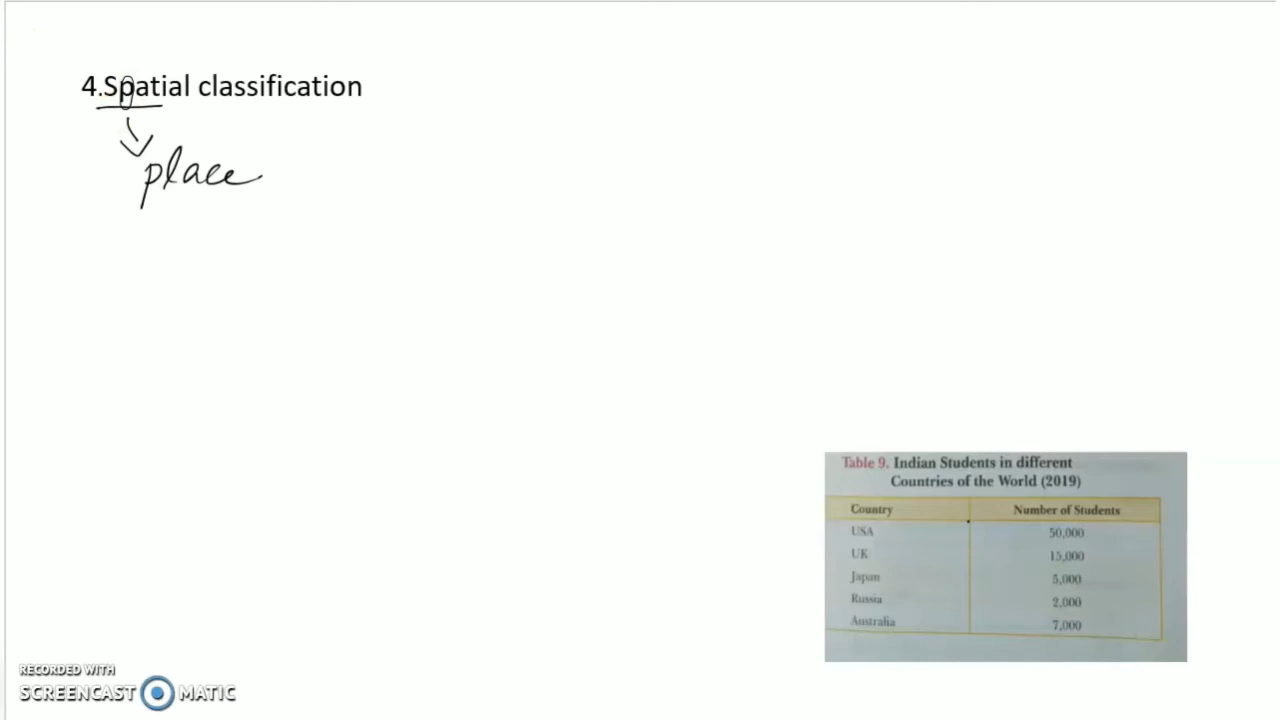 4.Spatial classification
place
Table 9. Indian Students in different
Countries of the World (2019)
Country Number of Students
USA 50,000
UK 15,000
Japan 5,000
Russia 2,000
Australia 7,000
RECORDED WITH
SCREENCAST MATIC